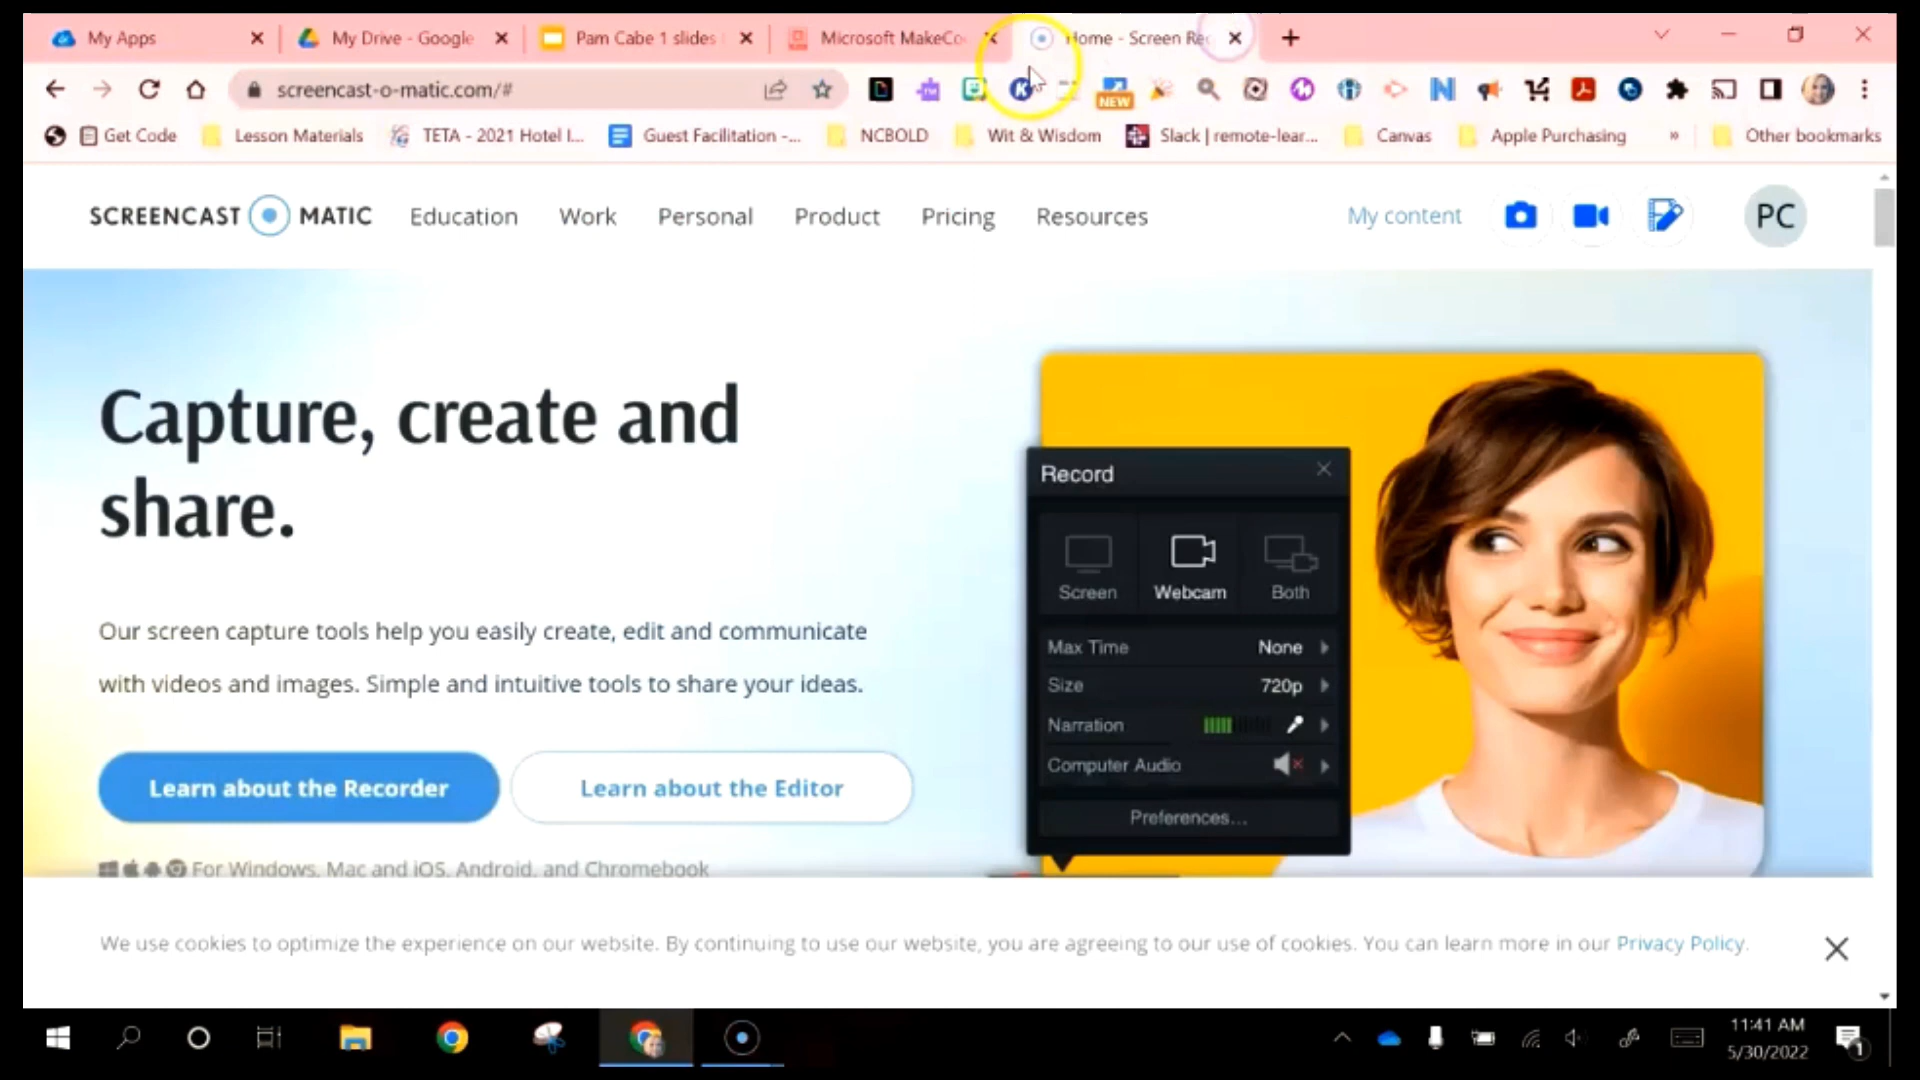 My Apps
My Drive - Google
Pam Cabe 1 slides
Microsoft MakeCo
Home - Screen Rec
screencast-o-matic.com/#
NEW
Get Code
Lesson Materials
TETA - 2021 Hotel I...
Guest Facilitation -...
NCBOLD
Wit & Wisdom
Slack | remote-lear...
Canvas
Apple Purchasing
»
Other bookmarks
SCREENCAST MATIC
Education
Work
Personal
Product
Pricing
Resources
My content
PC
Capture, create and
share.
Our screen capture tools help you easily create, edit and communicate
with videos and images. Simple and intuitive tools to share your ideas.
Learn about the Recorder
Learn about the Editor
For Windows, Mac and iOS, Android, and Chromebook
Record
Screen
Webcam
Both
Max Time
None
Size
720p
Narration
Computer Audio
Preferences...
We use cookies to optimize the experience on our website. By continuing to use our website, you are agreeing to our use of cookies. You can learn more in our Privacy Policy.
11:41 AM
5/30/2022
1